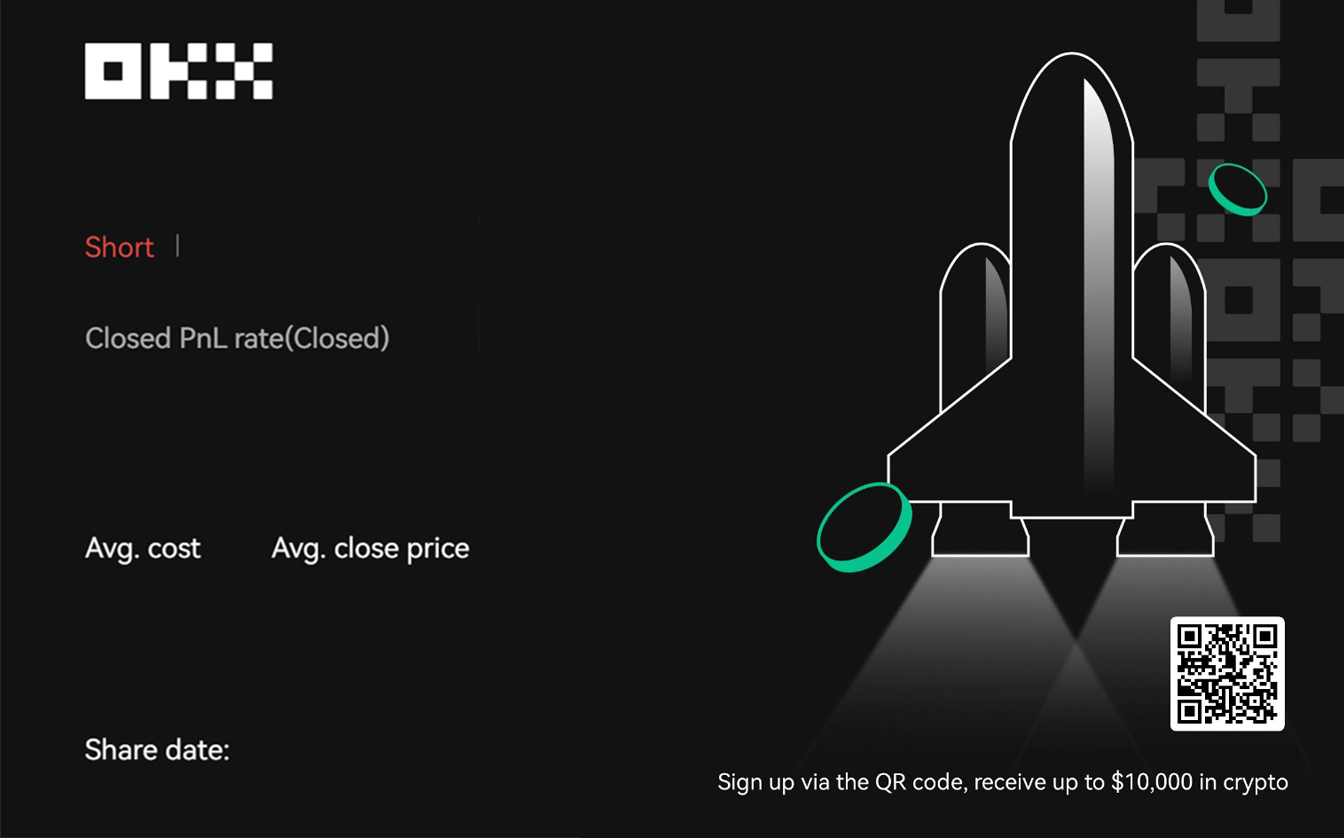 OKX
Short |
Closed PnL rate(Closed)
Avg. cost Avg. close price
Share date:
Sign up via the QR code, receive up to $10,000 in crypto